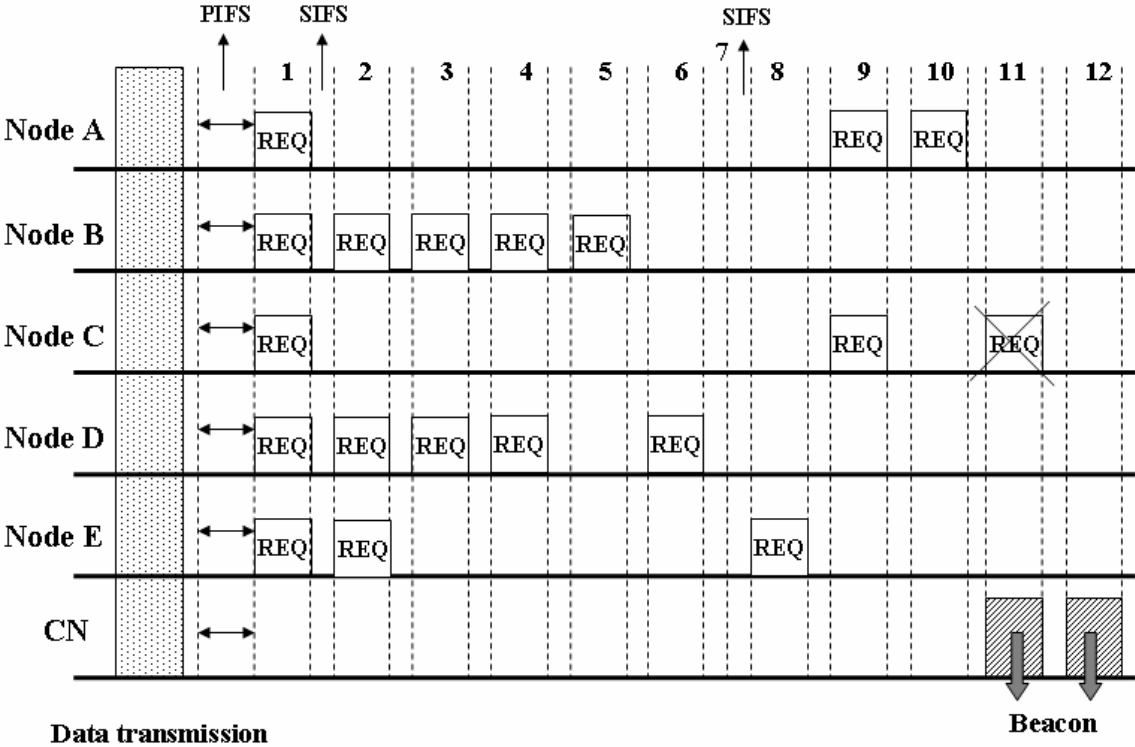 PIFS SIFS SIFS
1 2 3 4 5 6 7 8 9 10 11 12
Node A REQ REQ REQ
Node B REQ REQ REQ REQ REQ
Node C REQ REQ REQ
Node D REQ REQ REQ REQ REQ
Node E REQ REQ REQ
CN
Beacon
Data transmission